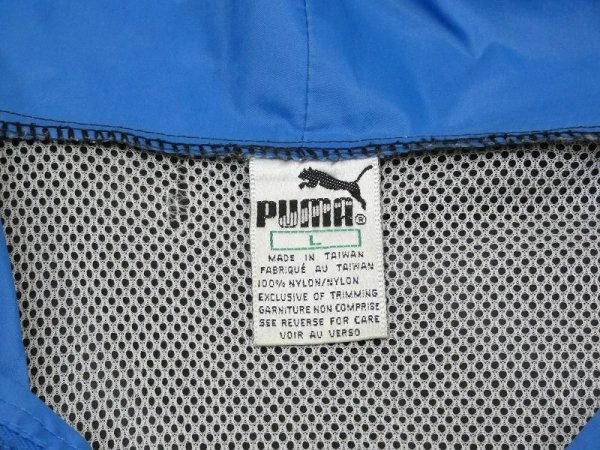 PUMA®
L
MADE IN TAIWAN
FABRIQUÉ AU TAIWAN
100% NYLON/NYLON
EXCLUSIVE OF TRIMMING
GARNITURE NON COMPRISE
SEE REVERSE FOR CARE
VOIR AU VERSO